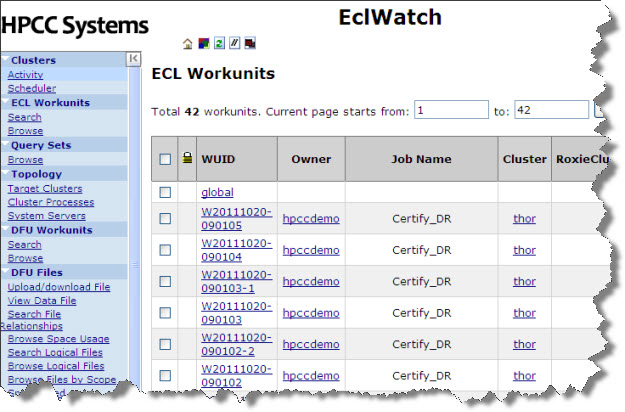 HPCC Systems
EclWatch
Clusters
Activity
Scheduler
ECL Workunits
Search
Browse
Query Sets
Browse
Topology
Target Clusters
Cluster Processes
System Servers
DFU Workunits
Search
Browse
DFU Files
Upload/download File
View Data File
Search File
Relationships
Browse Space Usage
Search Logical Files
Browse Logical Files
Browse Files by Scope
ECL Workunits
Total 42 workunits. Current page starts from: 1 to: 42
WUID Owner Job Name Cluster RoxieClu
global
W20111020-
090105 hpccdemo Certify_DR thor
W20111020-
090104 hpccdemo Certify_DR thor
W20111020-
090103-1 hpccdemo Certify_DR thor
W20111020-
090103 hpccdemo Certify_DR thor
W20111020-
090102-2 hpccdemo Certify_DR thor
W20111020-
090102 hpccdemo Certify_DR thor